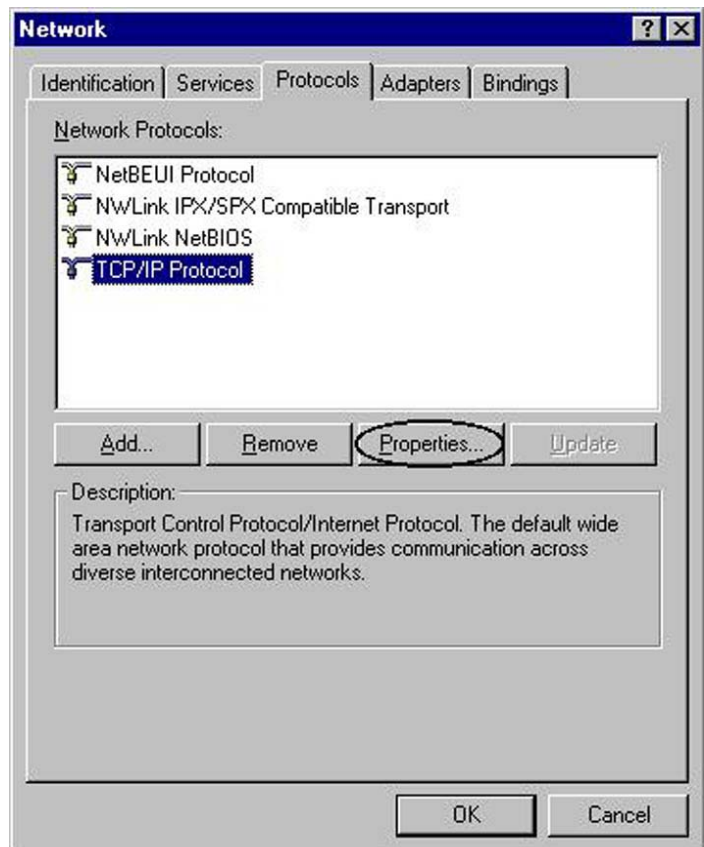 Network
Identification Services Protocols Adapters Bindings
Network Protocols:
NetBEUI Protocol
NWLink IPX/SPX Compatible Transport
NWLink NetBIOS
TCP/IP Protocol
Add... Remove Properties... Update
Description:
Transport Control Protocol/Internet Protocol. The default wide
area network protocol that provides communication across
diverse interconnected networks.
OK Cancel